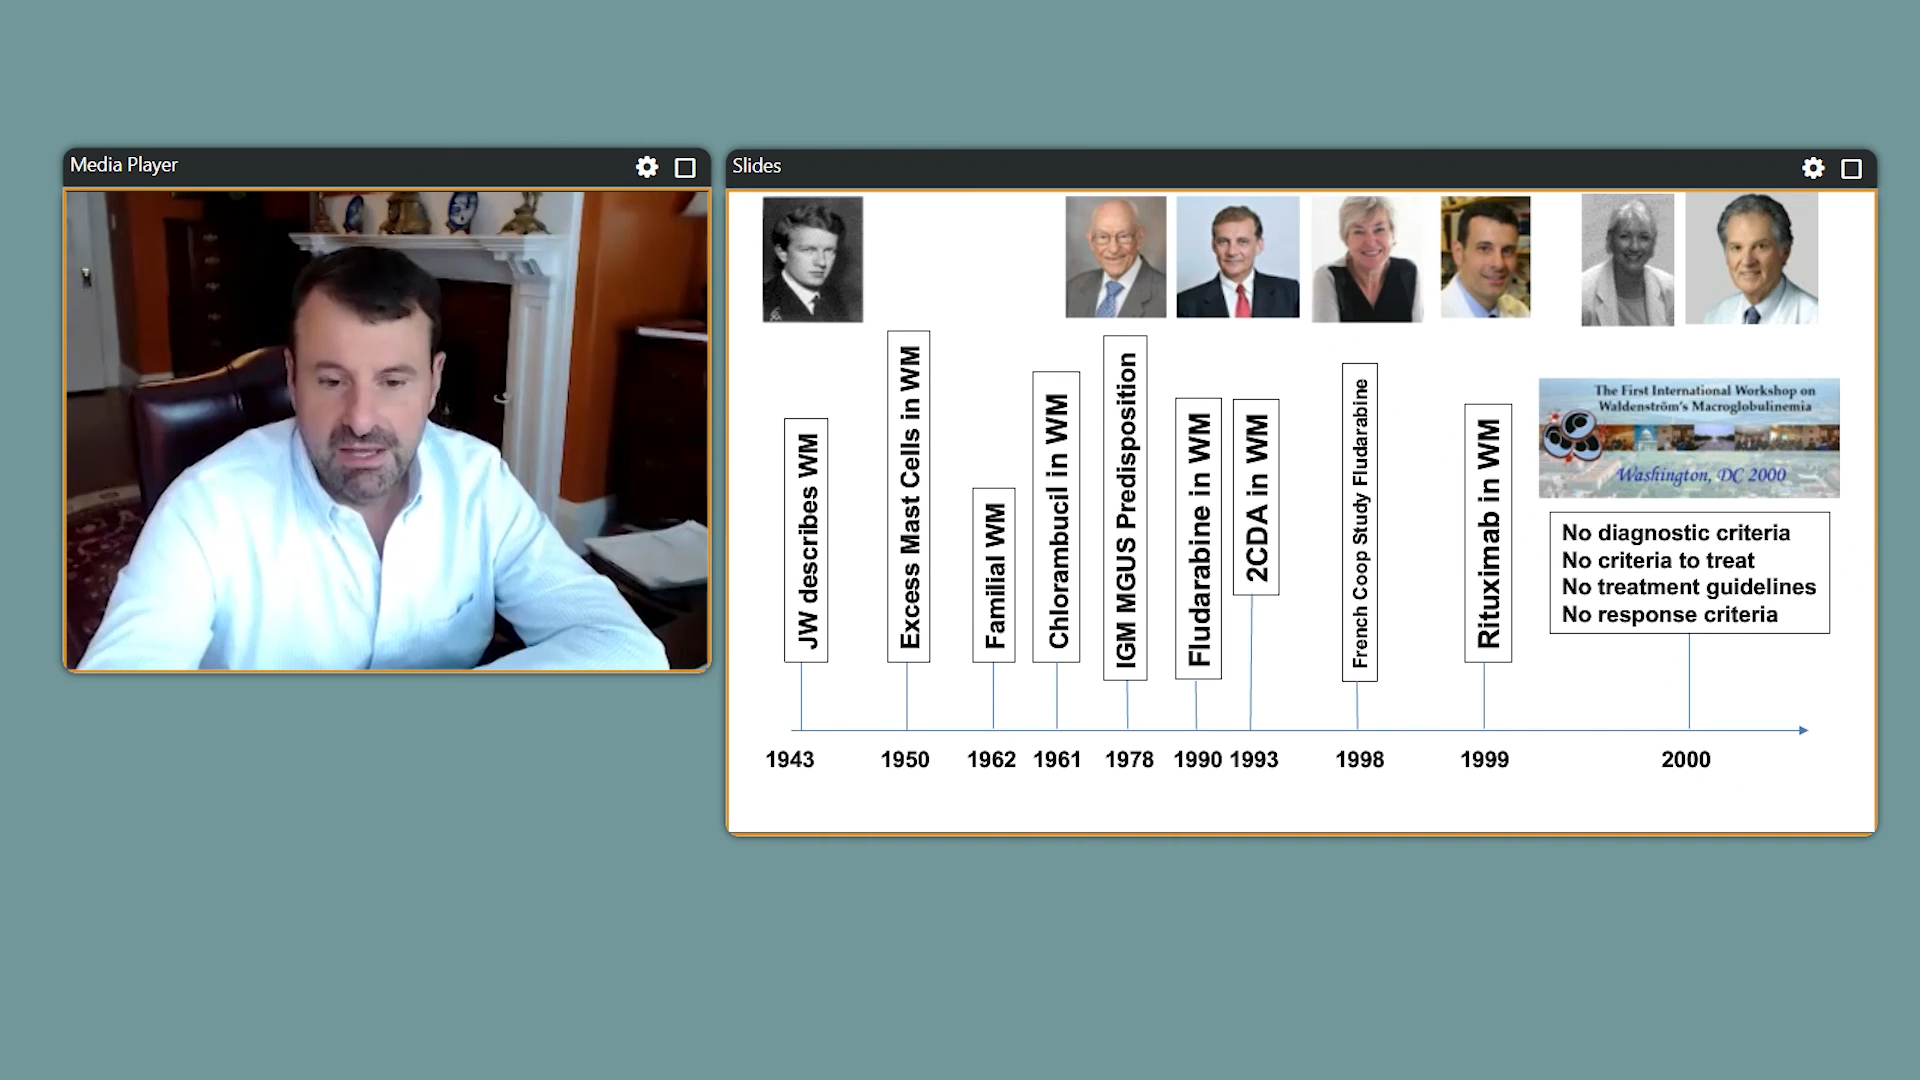 Media Player
Slides
JW describes WM
Excess Mast Cells in WM
Familial WM
Chlorambucil in WM
IGM MGUS Predisposition
Fludarabine in WM
2CDA in WM
French Coop Study Fludarabine
Rituximab in WM
The First International Workshop on
Waldenström's Macroglobulinemia
Washington, DC 2000
No diagnostic criteria
No criteria to treat
No treatment guidelines
No response criteria
1943 1950 1962 1961 1978 1990 1993 1998 1999 2000